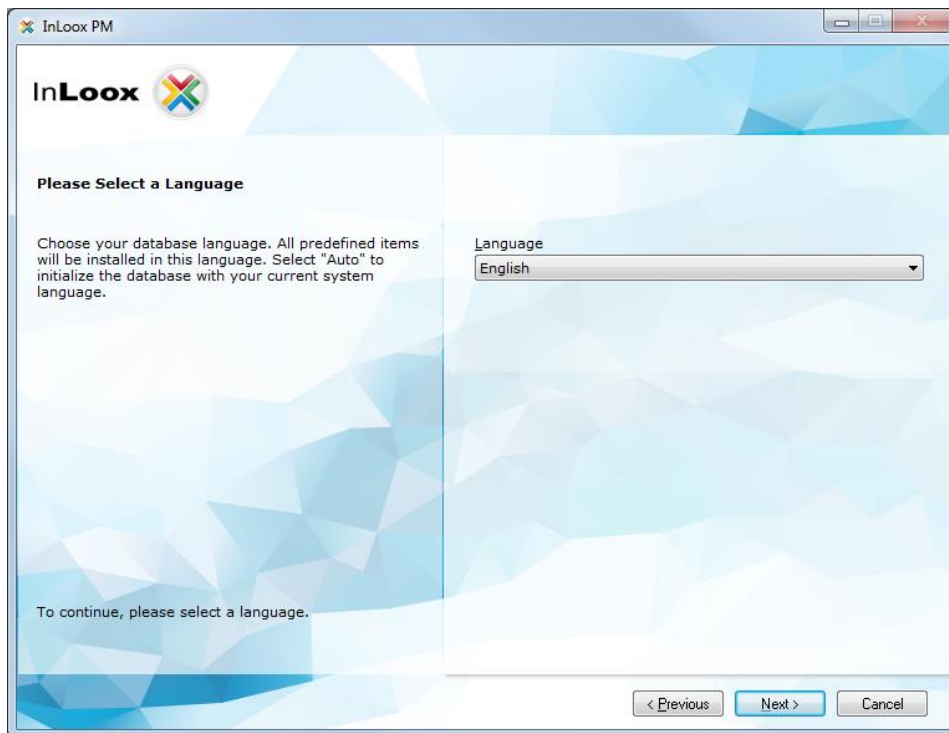 InLoox PM
InLoox
Please Select a Language
Choose your database language. All predefined items
will be installed in this language. Select "Auto" to
initialize the database with your current system
language.
Language
English
To continue, please select a language.
< Previous
Next >
Cancel